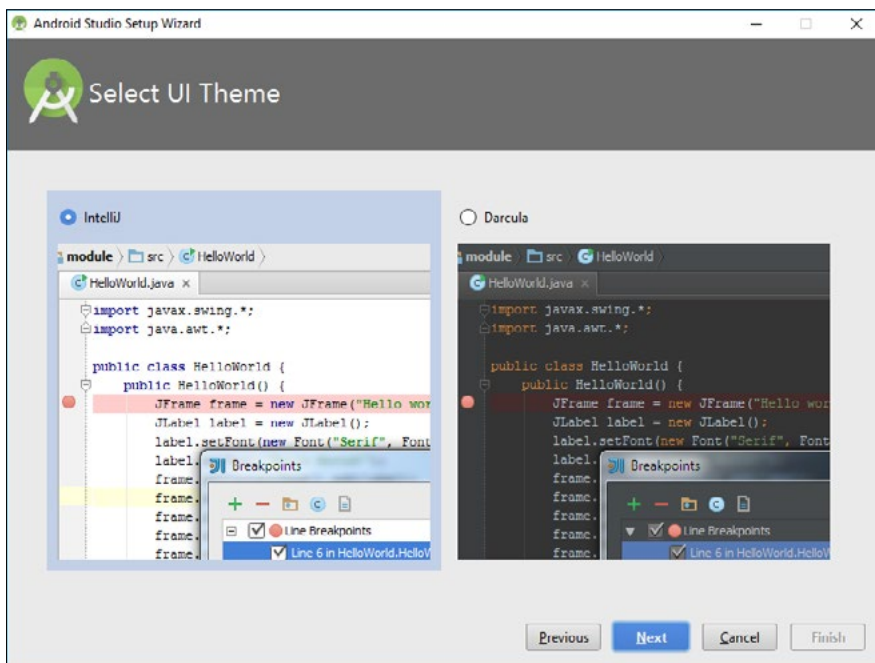 Android Studio Setup Wizard
Select UI Theme
IntelliJ
module src HelloWorld
HelloWorld.java ×
import javax.swing.*;
import java.awt.*;
public class HelloWorld {
public HelloWorld() {
JFrame frame = new JFrame("Hello wor
JLabel label = new JLabel();
label.setFont(new Font("Serif", Font
label.
frame.
frame.
frame.
frame.
frame.
Breakpoints
Line Breakpoints
Line 6 in HelloWorld.HelloW
Darcula
module src HelloWorld
HelloWorld.java ×
import javax.swing.*;
import java.awt.*;
public class HelloWorld {
public HelloWorld() {
JFrame frame = new JFrame("Hello wor
JLabel label = new JLabel();
label.setFont(new Font("Serif", Font
label.
frame.
frame.
frame.
frame.
frame.
Breakpoints
Line Breakpoints
Line 6 in HelloWorld.HelloW
Previous Next Cancel Finish